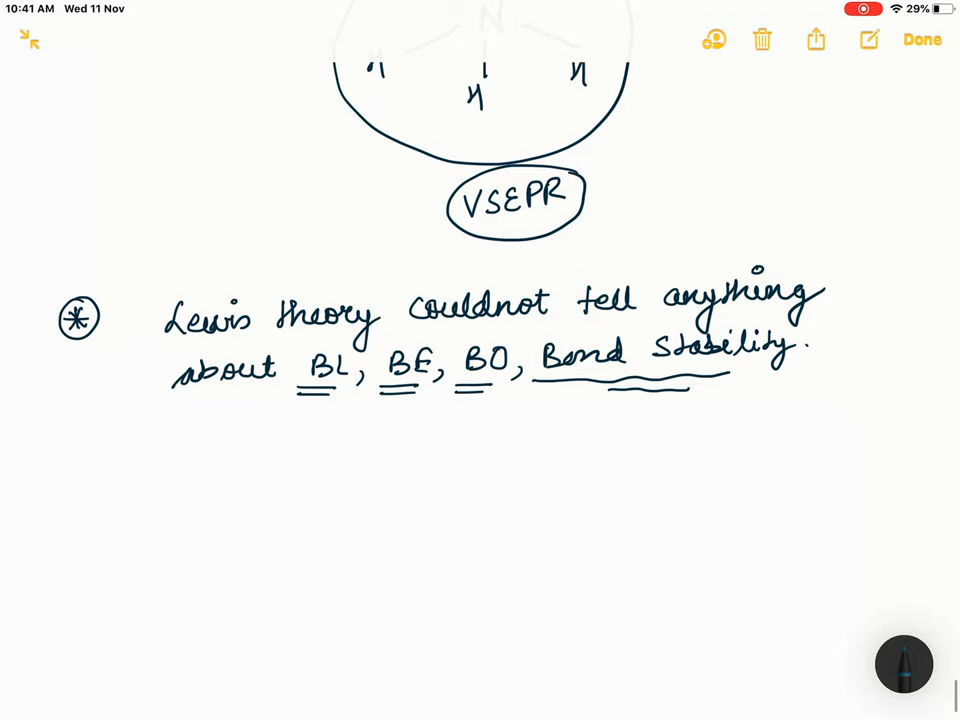 10:41 AM Wed 11 Nov
29%
Done
N
H H
H
VSEPR
Lewis theory couldnot tell anything
about BL, BE, BO, Bond Stability.